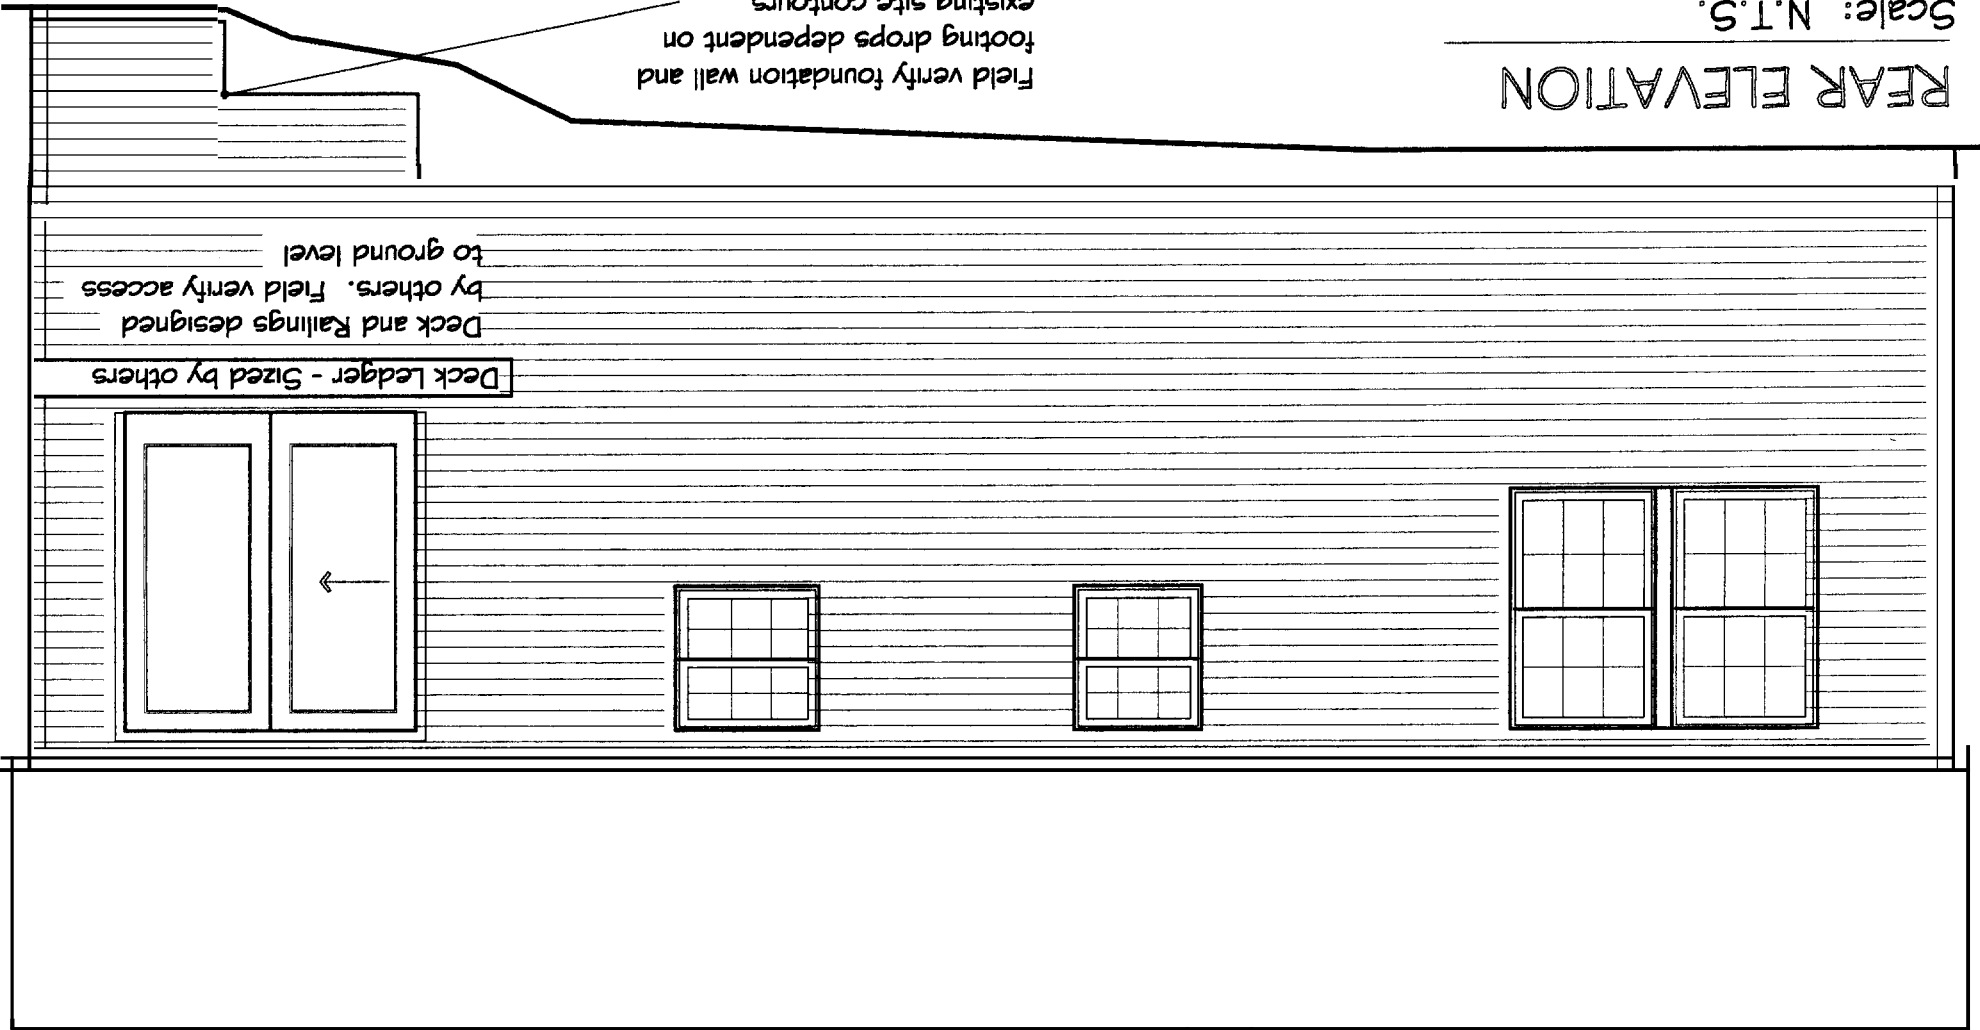 Deck Ledger - Sized by others
Deck and Railings designed
by others. Field verify access
to ground level
REAR ELEVATION
Scale: N.T.S.
Field verify foundation wall and
footing drops dependent on
existing site contours